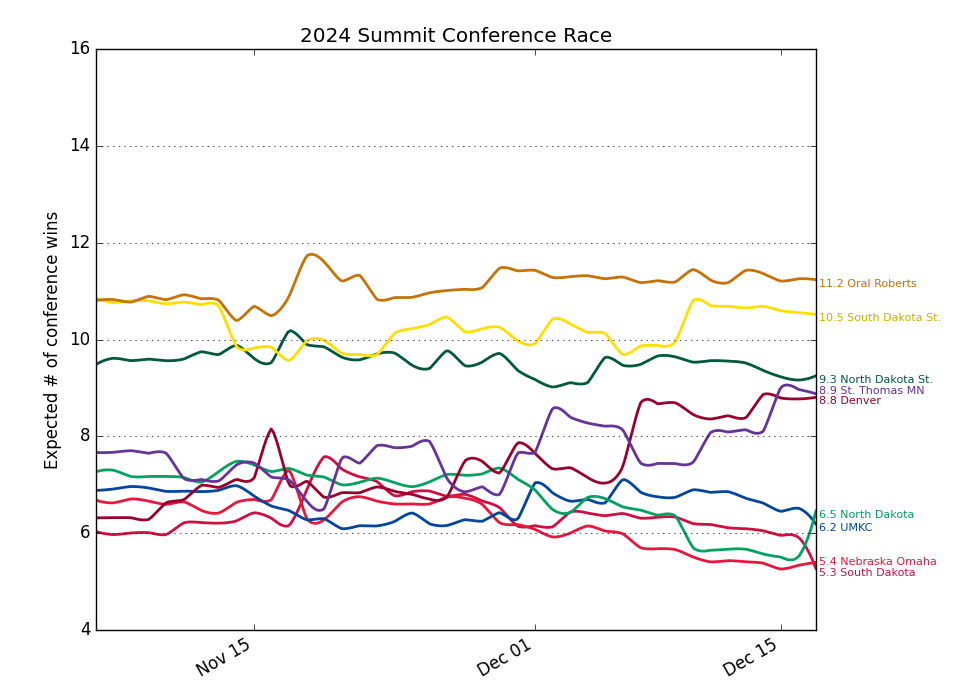 2024 Summit Conference Race
Expected # of conference wins
16
14
12
10
8
6
4
Nov 15
Dec 01
Dec 15
11.2 Oral Roberts
10.5 South Dakota St.
9.3 North Dakota St.
8.9 St. Thomas MN
8.8 Denver
6.5 North Dakota
6.2 UMKC
5.4 Nebraska Omaha
5.3 South Dakota